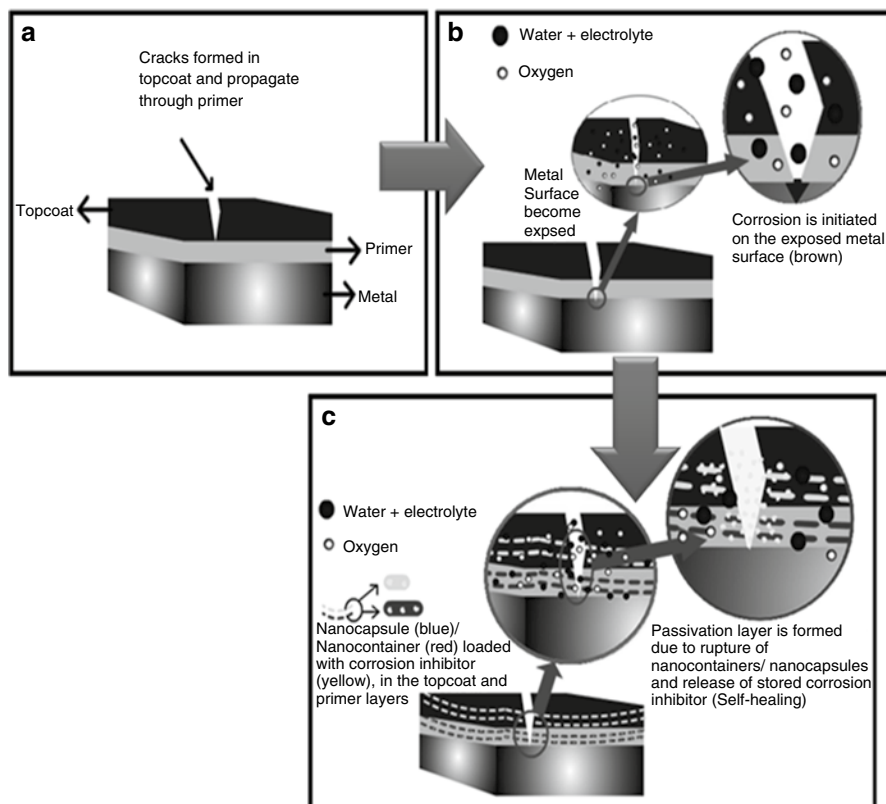 a
Cracks formed in
topcoat and propagate
through primer
Topcoat
Primer
Metal
b
Water + electrolyte
Oxygen
Metal
Surface
become
expsed
Corrosion is initiated
on the exposed metal
surface (brown)
c
Water + electrolyte
Oxygen
Nanocapsule (blue)/
Nanocontainer (red) loaded
with corrosion inhibitor
(yellow), in the topcoat and
primer layers
Passivation layer is formed
due to rupture of
nanocontainers/ nanocapsules
and release of stored corrosion
inhibitor (Self-healing)